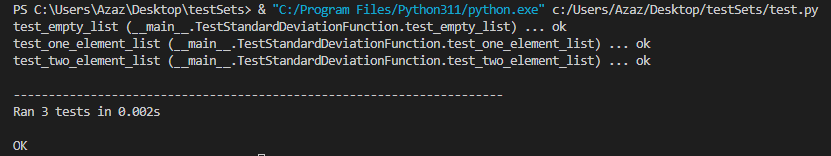 PS C:\Users\Azaz\Desktop\testSets> & "C:/Program Files/Python311/python.exe" c:/Users/Azaz/Desktop/testSets/test.py
test_empty_list (__main__.TestStandardDeviationFunction.test_empty_list) ... ok
test_one_element_list (__main__.TestStandardDeviationFunction.test_one_element_list) ... ok
test_two_element_list (__main__.TestStandardDeviationFunction.test_two_element_list) ... ok
----------------------------------------------------------------------
Ran 3 tests in 0.002s
OK